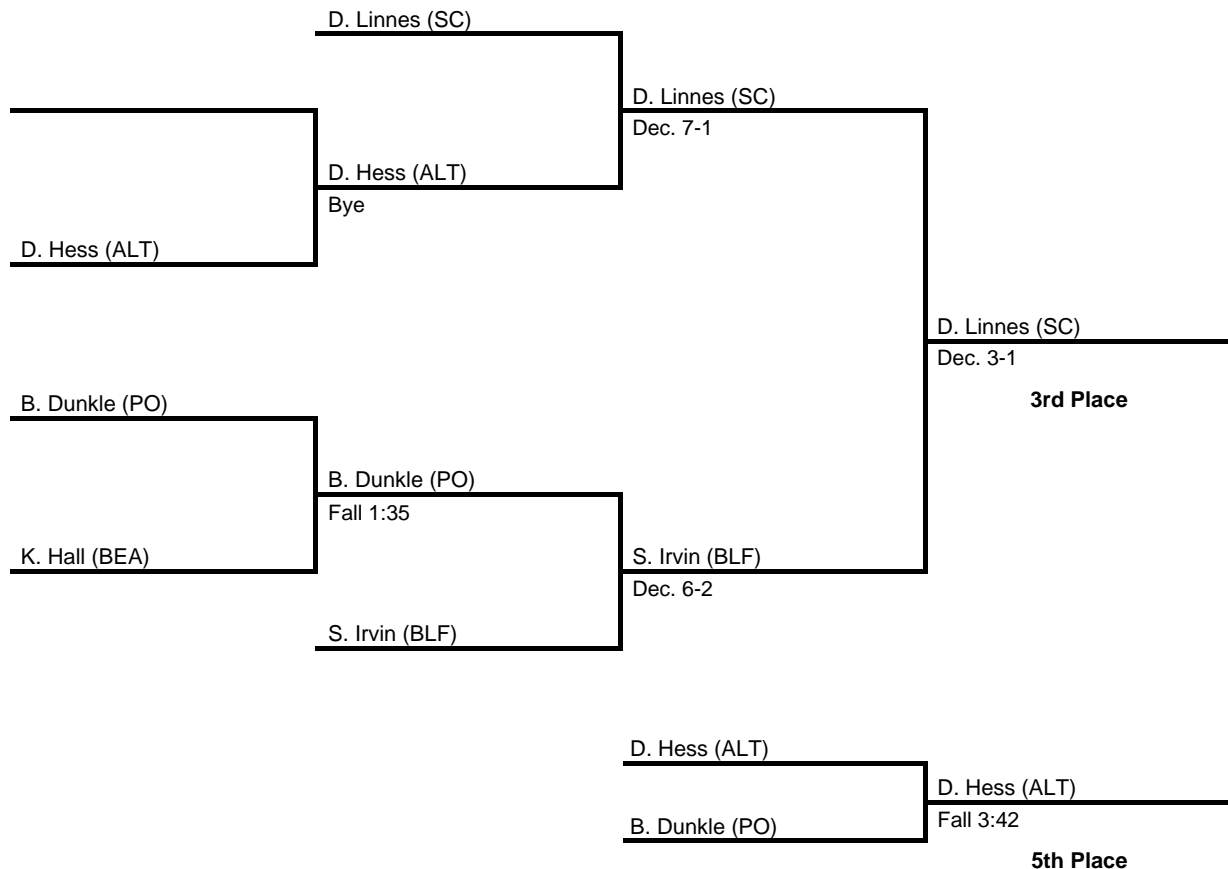 D. Linnes (SC)
D. Linnes (SC)
Dec. 7-1
D. Hess (ALT)
Bye
D. Hess (ALT)
D. Linnes (SC)
Dec. 3-1
3rd Place
B. Dunkle (PO)
B. Dunkle (PO)
Fall 1:35
K. Hall (BEA)
S. Irvin (BLF)
Dec. 6-2
S. Irvin (BLF)
D. Hess (ALT)
D. Hess (ALT)
Fall 3:42
B. Dunkle (PO)
5th Place